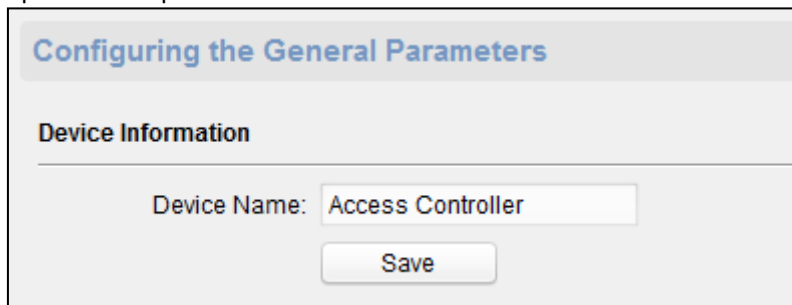 Configuring the General Parameters
Device Information
Device Name: Access Controller
Save